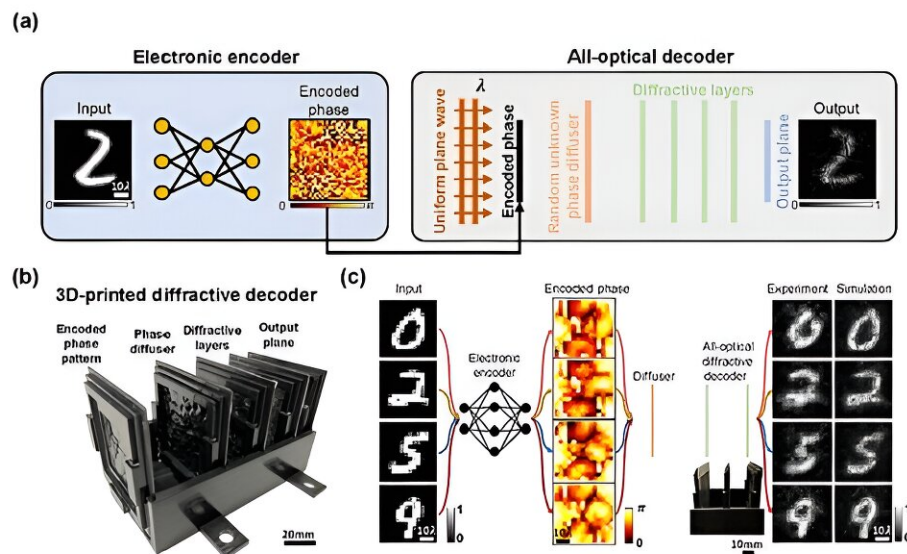 (a)
Electronic encoder
All-optical decoder
Input
Encoded
phase
10λ
0
1
0
π
Uniform plane wave
λ
Encoded phase
Random unknown
phase diffuser
Diffractive layers
Output plane
Output
0
1
(b)
3D-printed diffractive decoder
Encoded
phase
pattern
Phase
diffuser
Diffractive
layers
Output
plane
20mm
(c)
Input
Encoded phase
Experiment
Simulation
Electronic
encoder
Diffuser
All-optical
diffractive
decoder
10λ
1
0
10λ
π
0
10mm
10λ
1
0